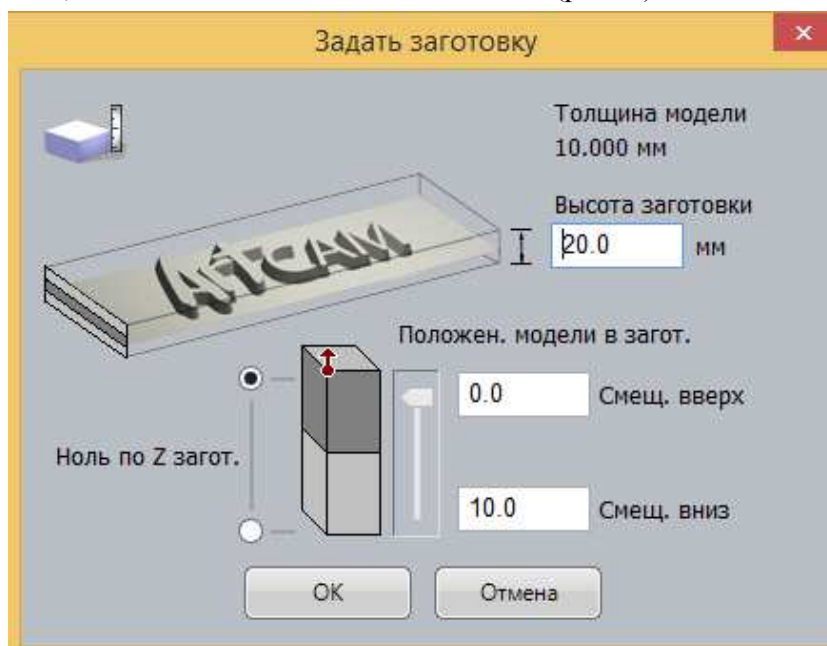 Задать заготовку
Толщина модели
10.000 мм
Высота заготовки
20.0 мм
ArtCAM
Положен. модели в загот.
0.0 Смещ. вверх
Ноль по Z загот.
10.0 Смещ. вниз
OK Отмена